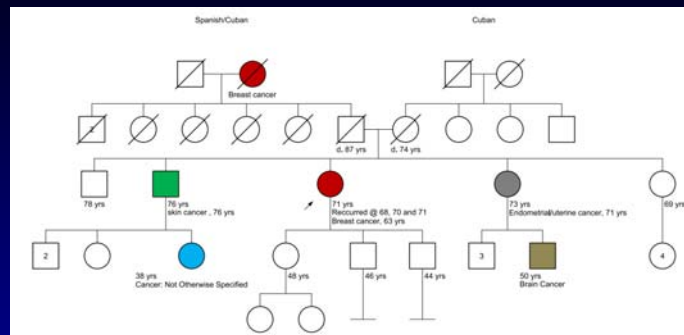 Spanish/Cuban
Cuban
Breast cancer
d. 87 yrs
d. 74 yrs
78 yrs
76 yrs
skin cancer , 76 yrs
71 yrs
Reccurred @ 68, 70 and 71
Breast cancer, 63 yrs
73 yrs
Endometrial/uterine cancer, 71 yrs
69 yrs
2
38 yrs
Cancer: Not Otherwise Specified
48 yrs
46 yrs
44 yrs
3
50 yrs
Brain Cancer
4